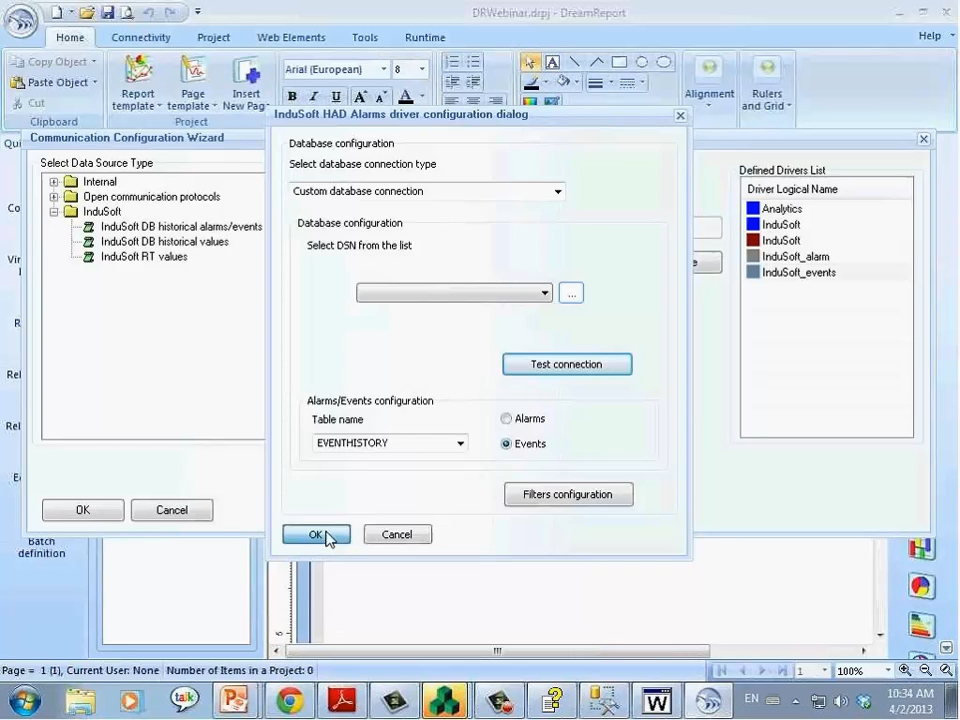 DRWebinar.drpj - DreamReport
Home Connectivity Project Web Elements Tools Runtime Help
Copy Object
Paste Object
Cut
Clipboard
Report template
Page template
Insert New Pag
Project
Arial (European) 8
B I U A A A
Alignment
Rulers and Grid
Communication Configuration Wizard
Select Data Source Type
Internal
Open communication protocols
InduSoft
InduSoft DB historical alarms/events
InduSoft DB historical values
InduSoft RT values
OK Cancel
InduSoft HAD Alarms driver configuration dialog
Database configuration
Select database connection type
Custom database connection
Database configuration
Select DSN from the list
...
Test connection
Alarms/Events configuration
Table name
EVENTHISTORY
Alarms
Events
Filters configuration
OK Cancel
Defined Drivers List
Driver Logical Name
Analytics
InduSoft
InduSoft
InduSoft_alarm
InduSoft_events
Batch
definition
Page = 1 (1), Current User: None Number of Items in a Project: 0
1 100%
talk
EN
10:34 AM
4/2/2013